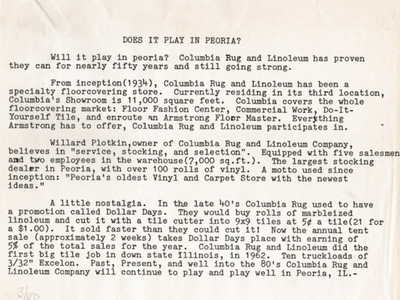 DOES IT PLAY IN PEORIA?
Will it play in peoria? Columbia Rug and Linoleum has proven
they can for nearly fifty years and still going strong.
From inception(1934), Columbia Rug and Linoleum has been a
specialty floorcovering store. Currently residing in its third location,
Columbia's Showroom is 11,000 square feet. Columbia covers the whole
floorcovering market: Floor Fashion Center, Commercial Work, Do-It-
Yourself Tile, and enroute an Armstrong Floor Master. Everything
Armstrong has to offer, Columbia Rug and Linoleum participates in.
Willard Plotkin,owner of Columbia Rug and Linoleum Company,
believes in "service, stocking, and selection". Equipped with five salesmen
and two employees in the warehouse(7,000 sq.ft.). The largest stocking
dealer in Peoria, with over 100 rolls of vinyl. A motto used since
inception: "Peoria's oldest Vinyl and Carpet Store with the newest
ideas."
A little nostalgia. In the late 40's Columbia Rug used to have
a promotion called Dollar Days. They would buy rolls of marbleized
linoleum and cut it with a tile cutter into 9x9 tiles at 5¢ a tile(2! for
a $1.00). It sold faster than they could cut it! Now the annual tent
sale (approximately 2 weeks) takes Dollar Days place with earning of
5% of the total sales for the year. Columbia Rug and Linoleum did the
first big tile job in down state Illinois, in 1962. Ten truckloads of
3/32" Excelon. Past, Present, and well into the 80's Columbia Rug and
Linoleum Company will continue to play and play well in Peoria, IL.-
3/20